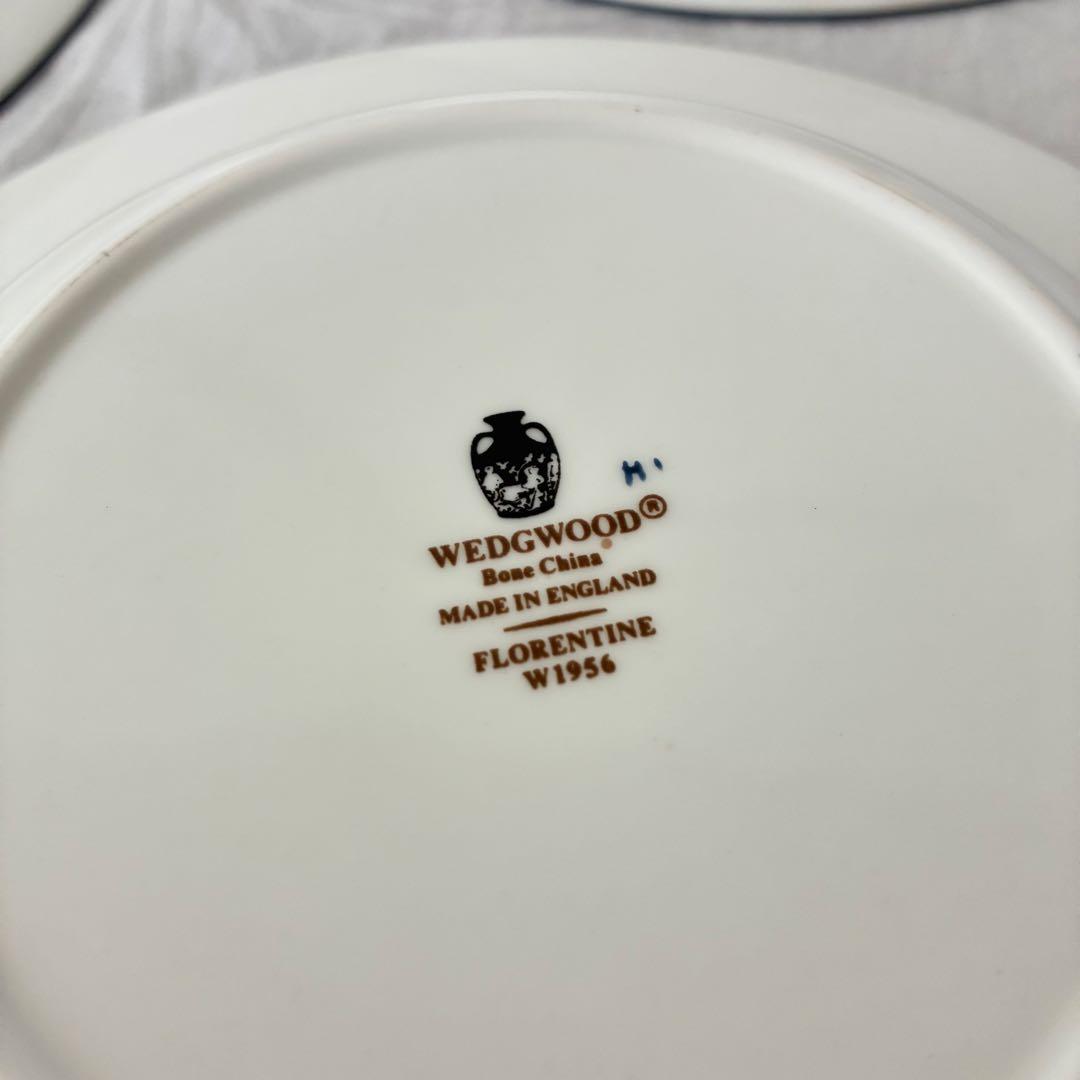 H'
WEDGWOOD®
Bone China
MADE IN ENGLAND
FLORENTINE
W1956